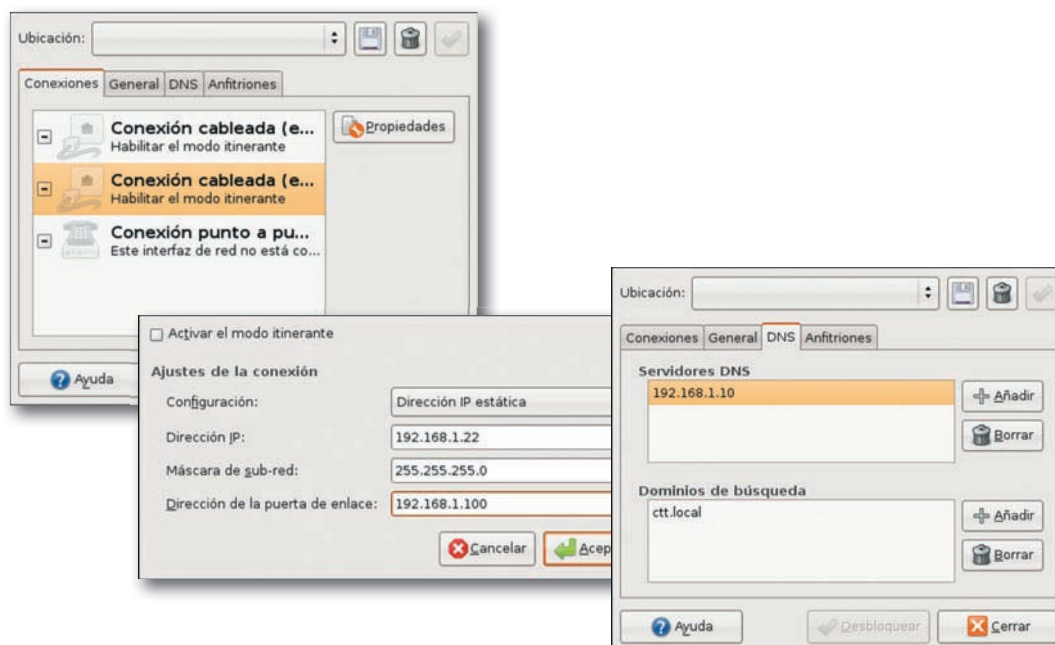 Ubicación:
Conexiones General DNS Anfitriones
Conexión cableada (e...
Habilitar el modo itinerante
Propiedades
Conexión cableada (e...
Habilitar el modo itinerante
Conexión punto a pu...
Este interfaz de red no está co...
Ayuda
Activar el modo itinerante
Ajustes de la conexión
Configuración: Dirección IP estática
Dirección IP: 192.168.1.22
Máscara de sub-red: 255.255.255.0
Dirección de la puerta de enlace: 192.168.1.100
Cancelar Acep
Ubicación:
Conexiones General DNS Anfitriones
Servidores DNS
192.168.1.10
Añadir
Borrar
Dominios de búsqueda
ctt.local
Añadir
Borrar
Ayuda Desbloquear Cerrar